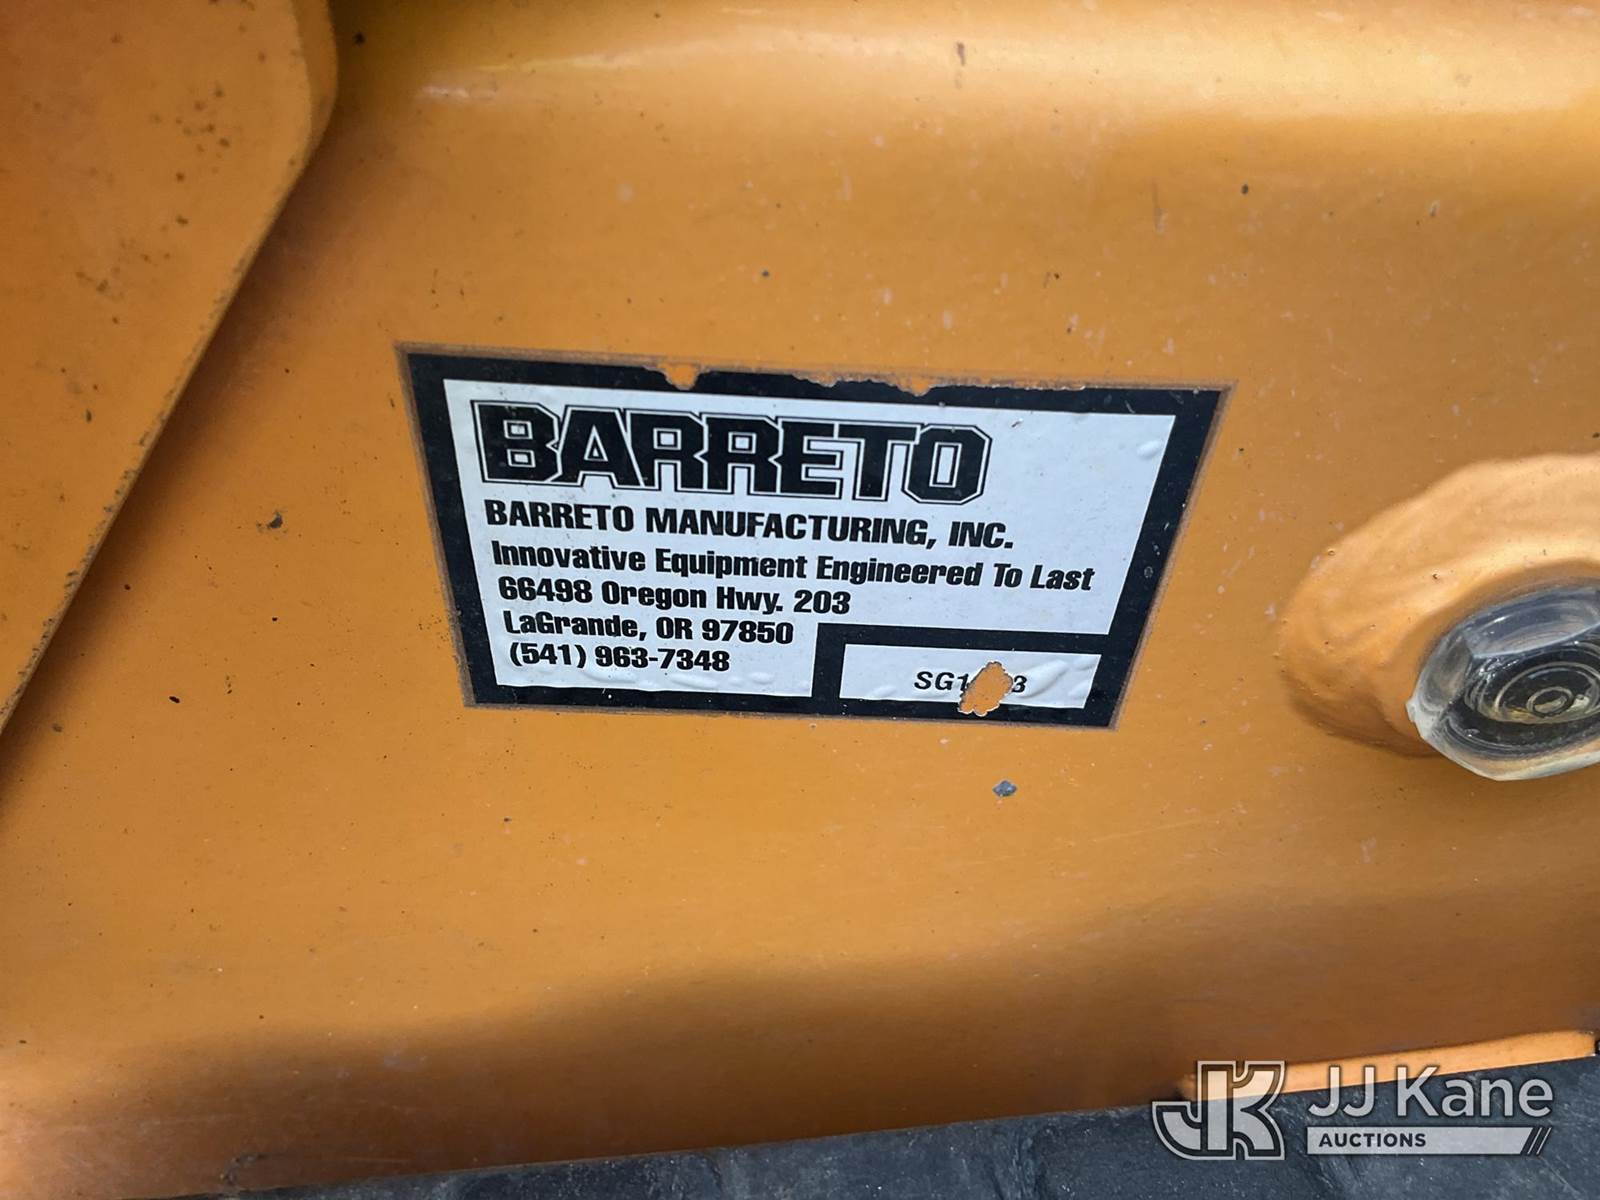 BARRETO
BARRETO MANUFACTURING, INC.
Innovative Equipment Engineered To Last
66498 Oregon Hwy. 203
LaGrande, OR 97850
(541) 963-7348
JK JJ Kane
AUCTIONS